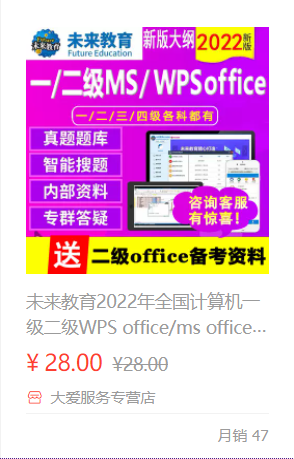 未来教育
Future Education
新版大纲
2022新版
一/二级MS/WPSoffice
一/二/三/四级各科都有
真题题库
智能搜题
内部资料
专群答疑
咨询客服
有惊喜!
送 二级office备考资料
未来教育2022年全国计算机一
级二级WPS office/ms office...
¥ 28.00 ¥28.00
大爱服务专营店
月销 47